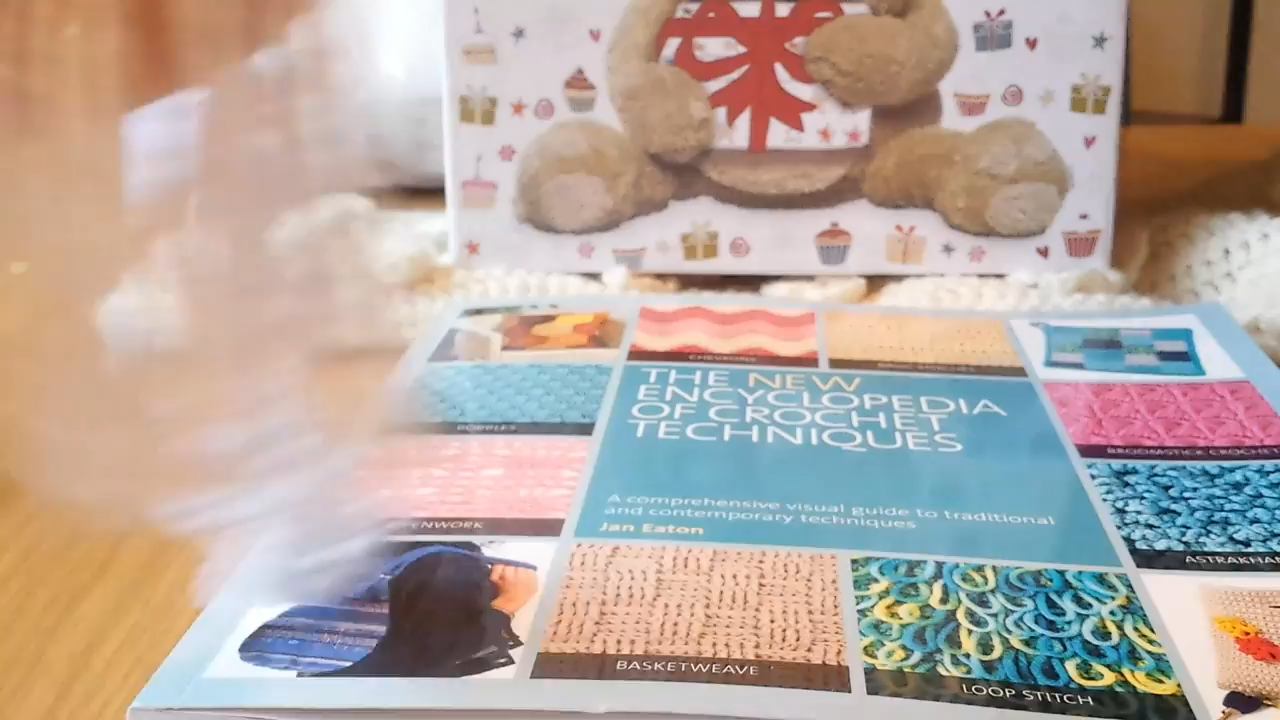 CHEVRONS
THE NEW
ENCYCLOPEDIA
OF CROCHET
TECHNIQUES
BOBBLES
BROOMSTICK CROCHET
A comprehensive visual guide to traditional
and contemporary techniques
Jan Eaton
OPENWORK
ASTRAKHAN
BASKETWEAVE
LOOP STITCH